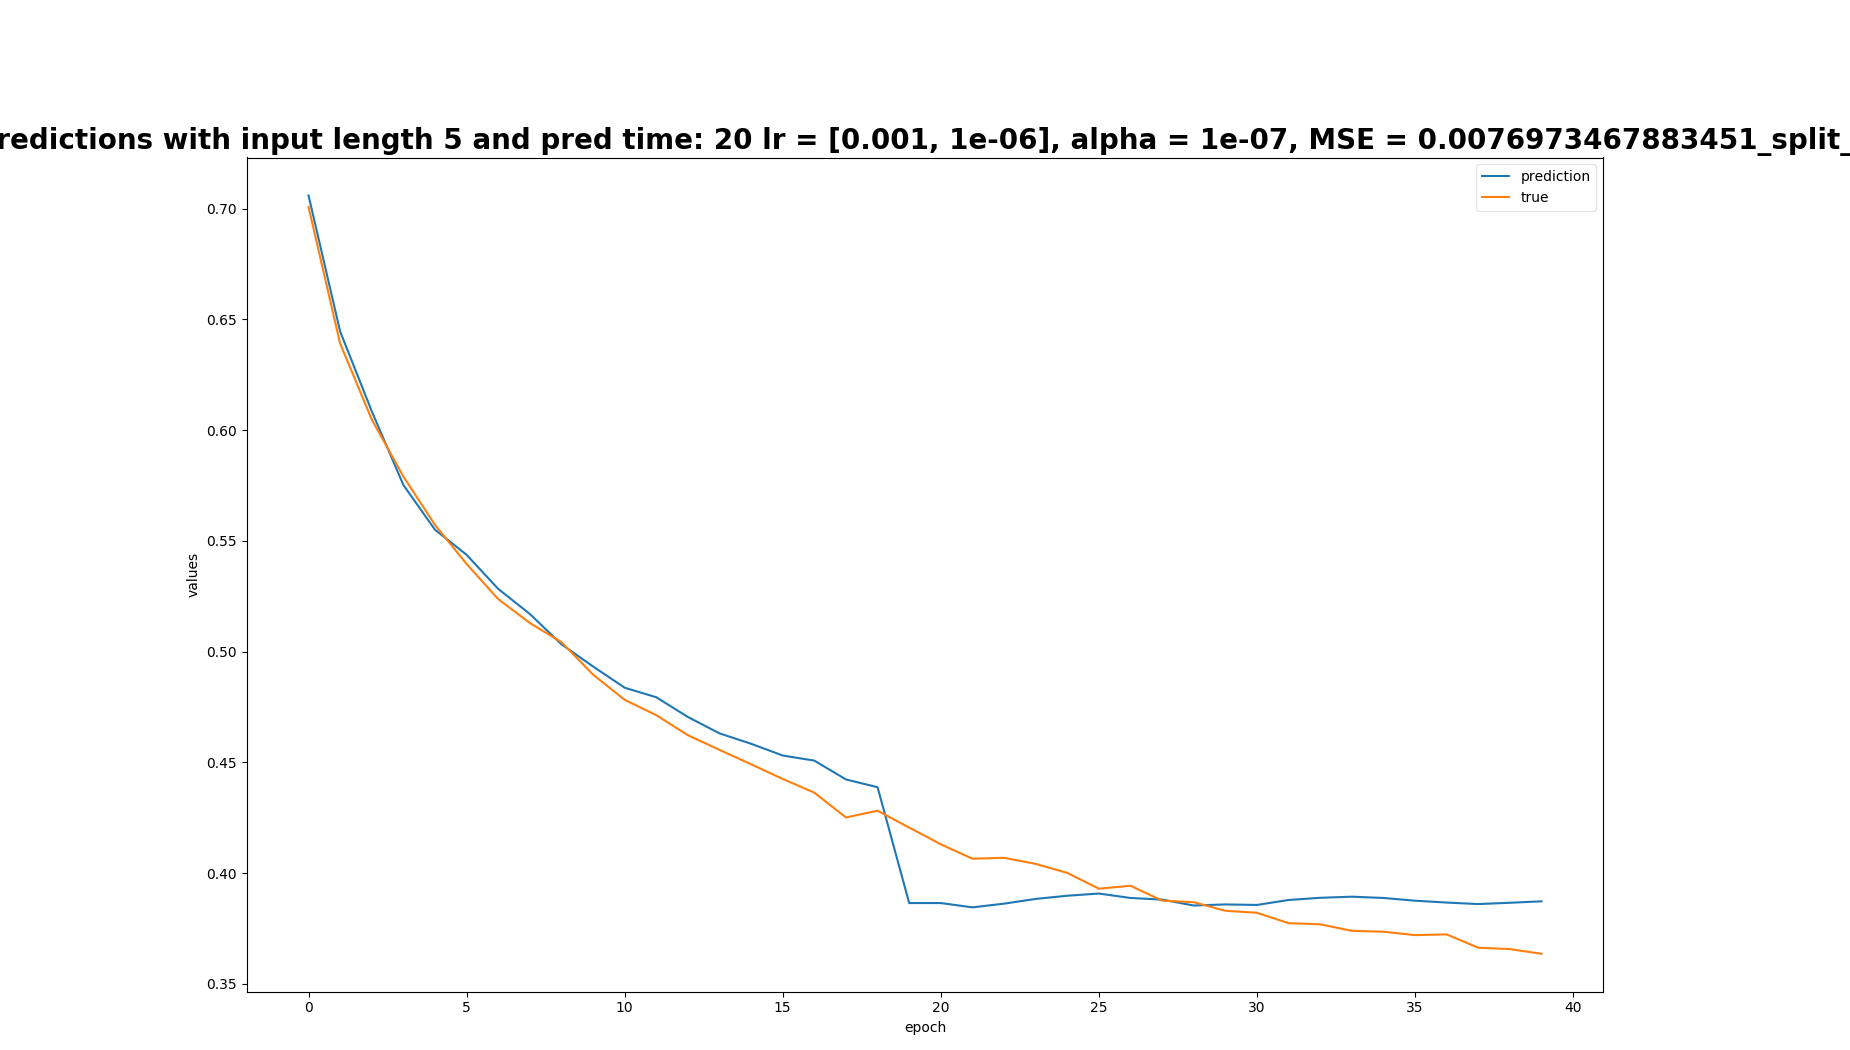 redictions with input length 5 and pred time: 20 lr = [0.001, 1e-06], alpha = 1e-07, MSE = 0.0076973467883451_split_
prediction
true
0.70
0.65
0.60
0.55
0.50
0.45
0.40
0.35
values
0 5 10 15 20 25 30 35 40
epoch